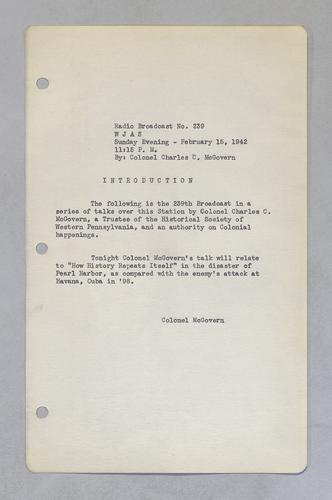 Radio Broadcast No. 239
W J A S
Sunday Evening - February 15, 1942
11:15 P. M.
By: Colonel Charles C. McGovern
I N T R O D U C T I O N
The following is the 239th Broadcast in a
series of talks over this Station by Colonel Charles C.
McGovern, a Trustee of the Historical Society of
Western Pennsylvania, and an authority on Colonial
happenings.
Tonight Colonel McGovern's talk will relate
to "How History Repeats Itself" in the disaster of
Pearl Harbor, as compared with the enemy's attack at
Havana, Cuba in '98.
Colonel McGovern